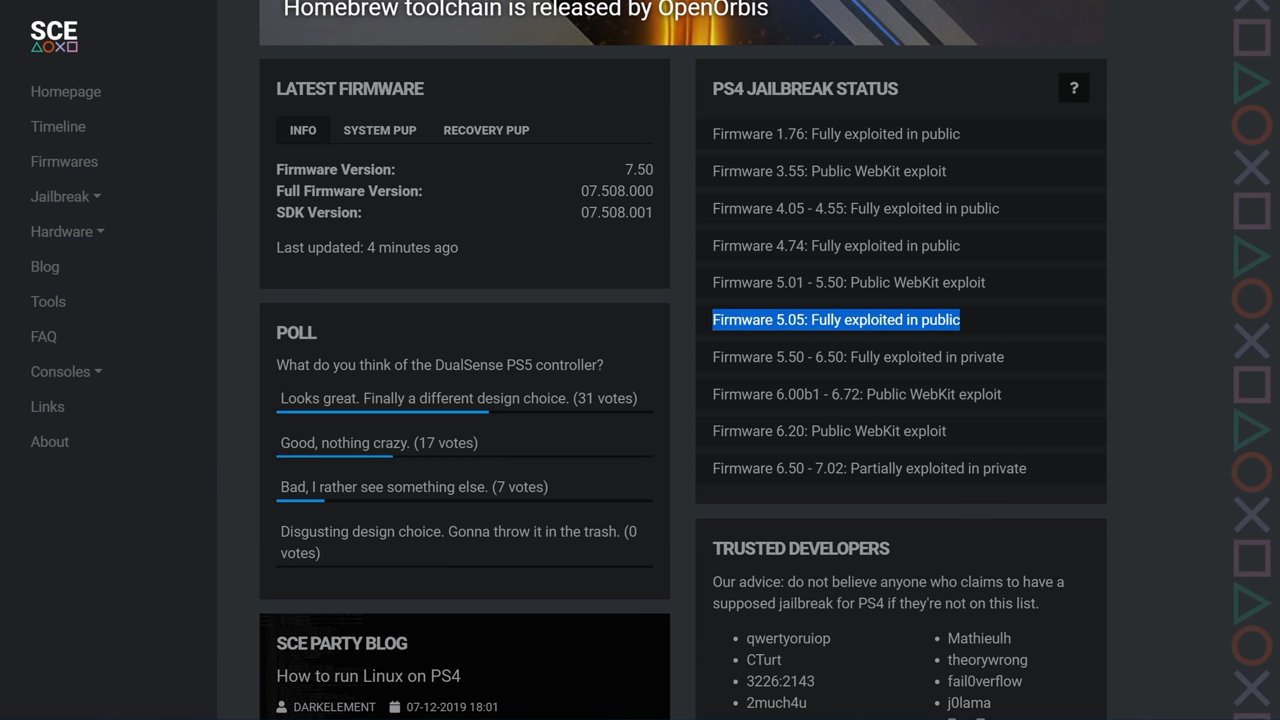 Homebrew toolchain is released by OpenOrbis
SCE
Homepage
Timeline
Firmwares
Jailbreak
Hardware
Blog
Tools
FAQ
Consoles
Links
About
LATEST FIRMWARE
INFO SYSTEM PUP RECOVERY PUP
Firmware Version: 7.50
Full Firmware Version: 07.508.000
SDK Version: 07.508.001
Last updated: 4 minutes ago
POLL
What do you think of the DualSense PS5 controller?
Looks great. Finally a different design choice. (31 votes)
Good, nothing crazy. (17 votes)
Bad, I rather see something else. (7 votes)
Disgusting design choice. Gonna throw it in the trash. (0
votes)
SCE PARTY BLOG
How to run Linux on PS4
DARKELEMENT 07-12-2019 18:01
PS4 JAILBREAK STATUS ?
Firmware 1.76: Fully exploited in public
Firmware 3.55: Public WebKit exploit
Firmware 4.05 - 4.55: Fully exploited in public
Firmware 4.74: Fully exploited in public
Firmware 5.01 - 5.50: Public WebKit exploit
Firmware 5.05: Fully exploited in public
Firmware 5.50 - 6.50: Fully exploited in private
Firmware 6.00b1 - 6.72: Public WebKit exploit
Firmware 6.20: Public WebKit exploit
Firmware 6.50 - 7.02: Partially exploited in private
TRUSTED DEVELOPERS
Our advice: do not believe anyone who claims to have a
supposed jailbreak for PS4 if they're not on this list.
• qwertyoruiop
• CTurt
• 3226:2143
• 2much4u
• Mathieulh
• theorywrong
• fail0verflow
• j0lama